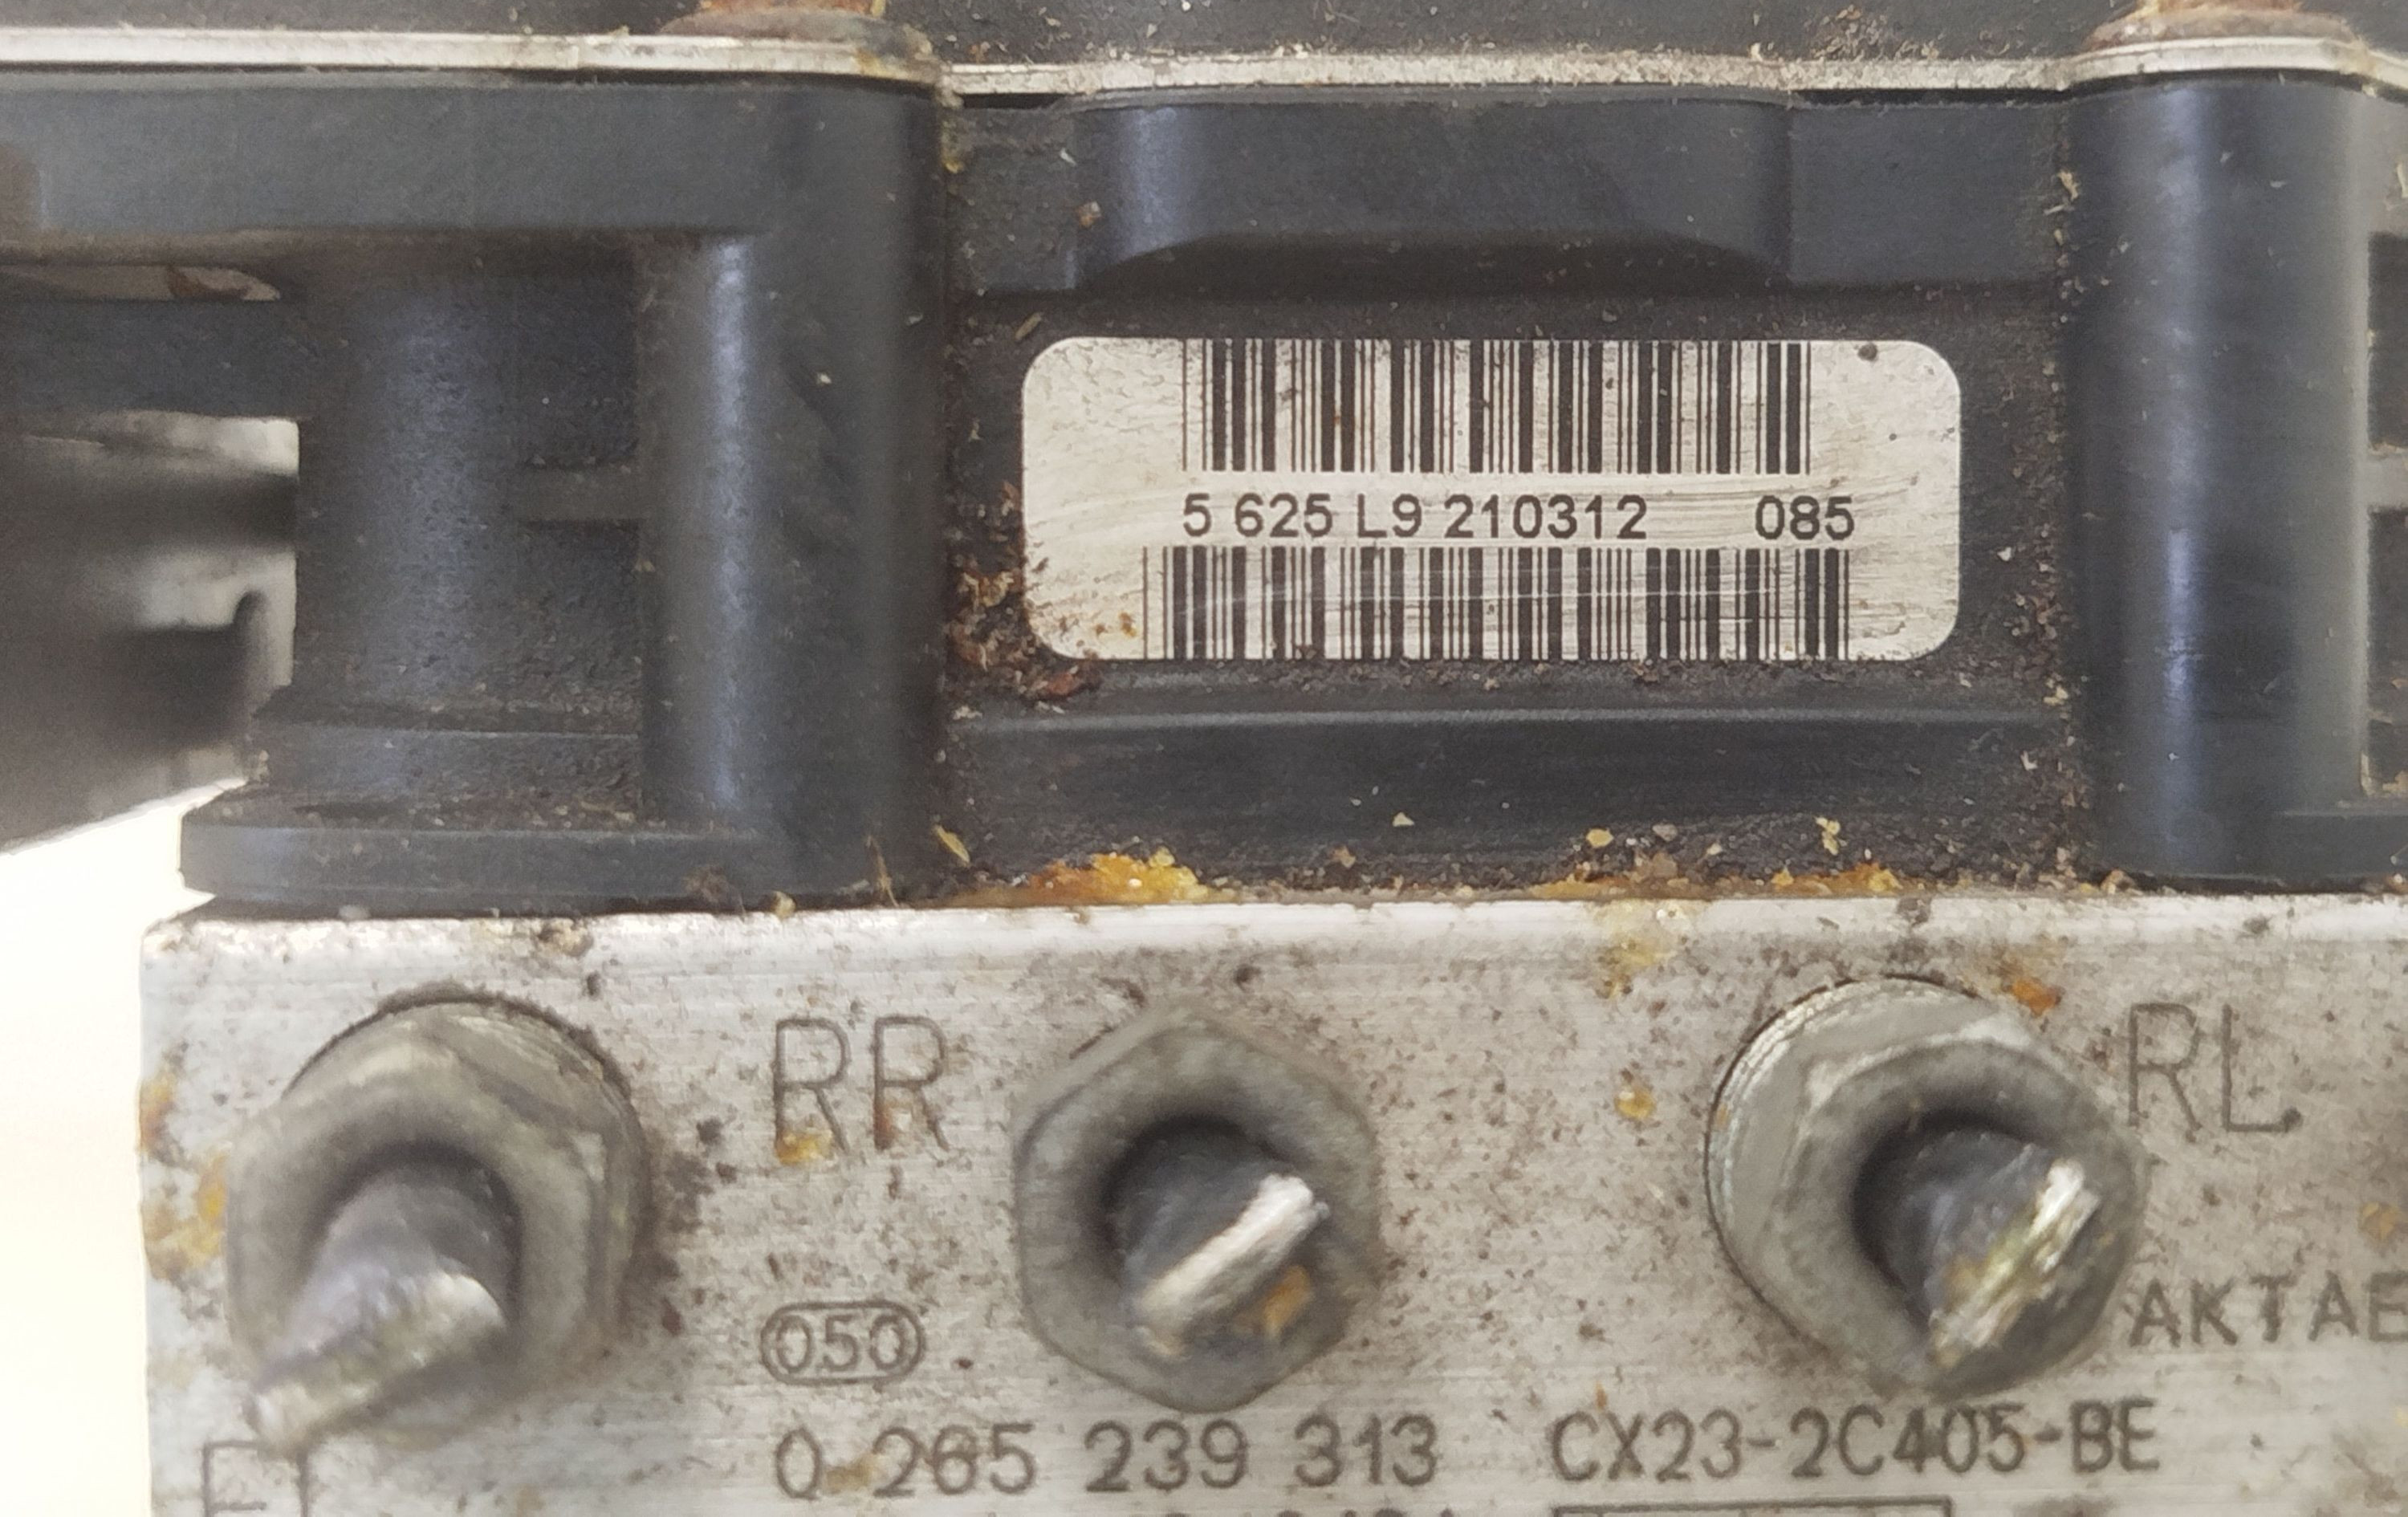 5 625 L9 210312 085
RR
RL
AKTAE
050
0 265 239 313 CX23-2C405-BE